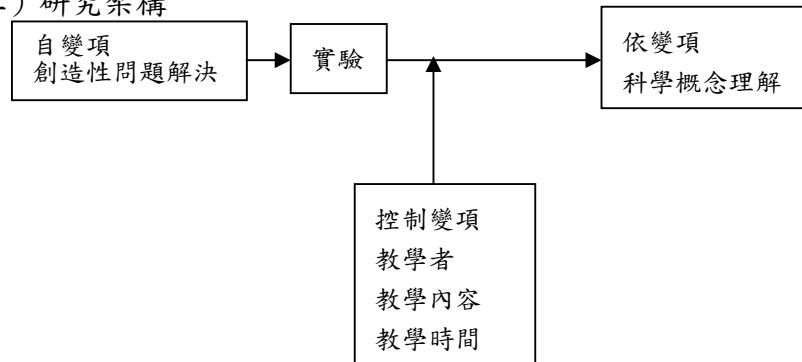 ）研究架構
自變項
創造性問題解決
實驗
依變項
科學概念理解
控制變項
教學者
教學內容
教學時間